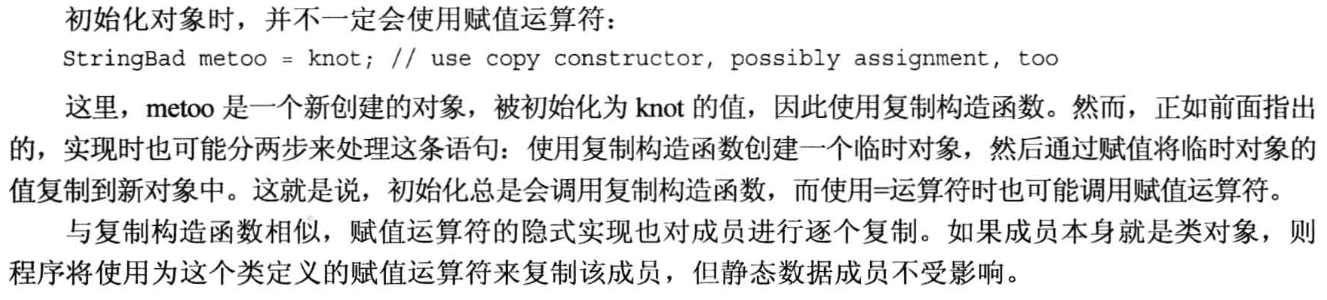 初始化对象时，并不一定会使用赋值运算符：
StringBad metoo = knot; // use copy constructor, possibly assignment, too
这里，metoo 是一个新创建的对象，被初始化为 knot 的值，因此使用复制构造函数。然而，正如前面指出
的，实现时也可能分两步来处理这条语句：使用复制构造函数创建一个临时对象，然后通过赋值将临时对象的
值复制到新对象中。这就是说，初始化总是会调用复制构造函数，而使用=运算符时也可能调用赋值运算符。
与复制构造函数相似，赋值运算符的隐式实现也对成员进行逐个复制。如果成员本身就是类对象，则
程序将使用为这个类定义的赋值运算符来复制该成员，但静态数据成员不受影响。